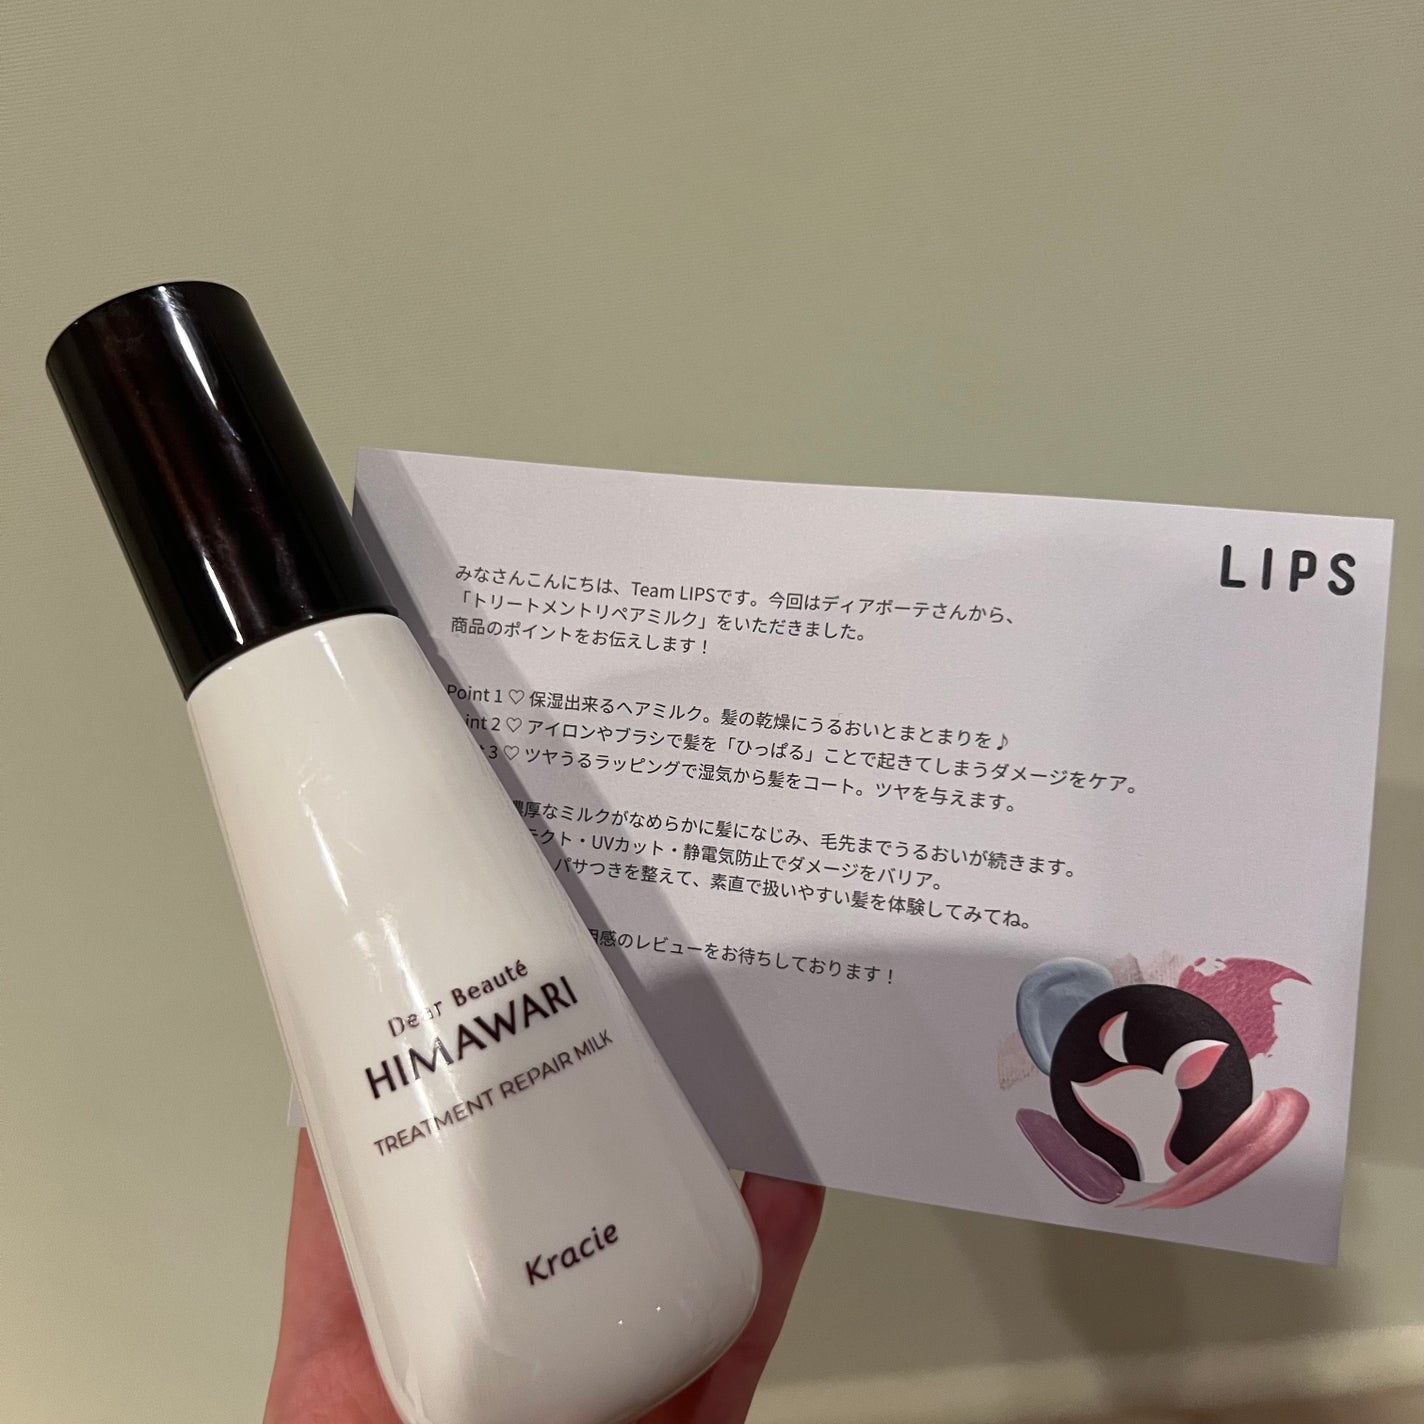 LIPS
みなさんこんにちは、Team LIPSです。今回はディアボーテさんから、
「トリートメントリペアミルク」をいただきました。
商品のポイントをお伝えします！
Point 1 ♡ 保湿出来るヘアミルク。髪の乾燥にうるおいとまとまりを♪
int 2 ♡ アイロンやブラシで髪を「ひっぱる」ことで起きてしまうダメージをケア。
3 ♡ ツヤうるラッピングで湿気から髪をコート。ツヤを与えます。
濃厚なミルクがなめらかに髪になじみ、毛先までうるおいが続きます。
テクト・UVカット・静電気防止でダメージをバリア。
パサつきを整えて、素直で扱いやすい髪を体験してみてね。
用感のレビューをお待ちしております！
Dear Beauté
HIMAWARI
TREATMENT REPAIR MILK
Kracie